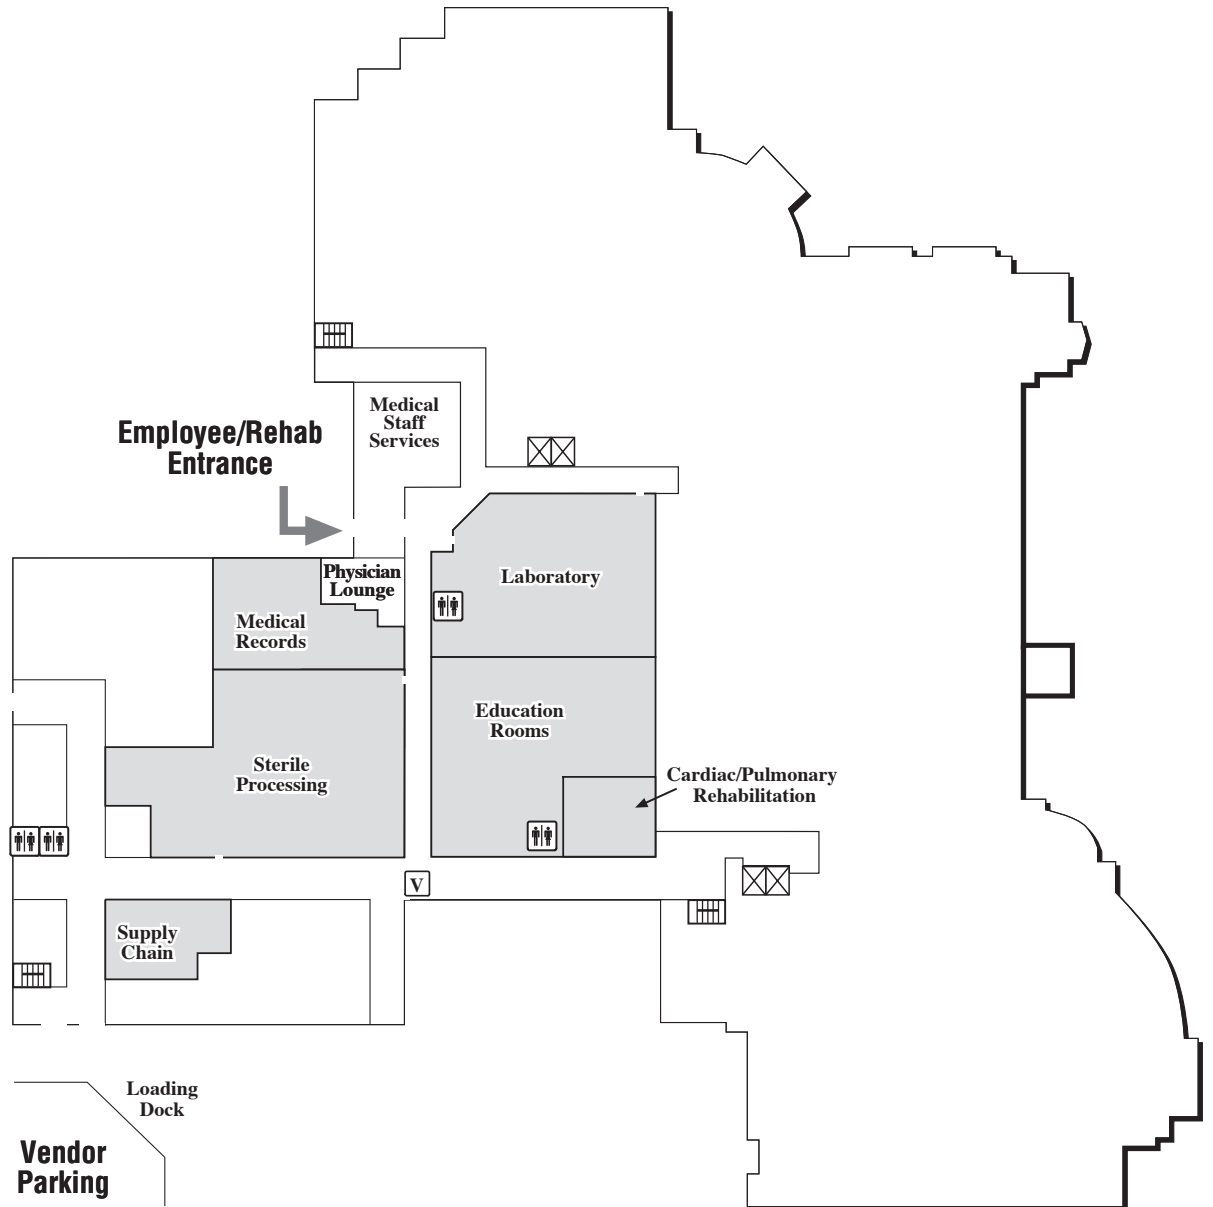 Medical
Staff
Services
Employee/Rehab
Entrance
Physician
Lounge
Laboratory
Medical
Records
Education
Rooms
Sterile
Processing
Cardiac/Pulmonary
Rehabilitation
V
Supply
Chain
Loading
Dock
Vendor
Parking